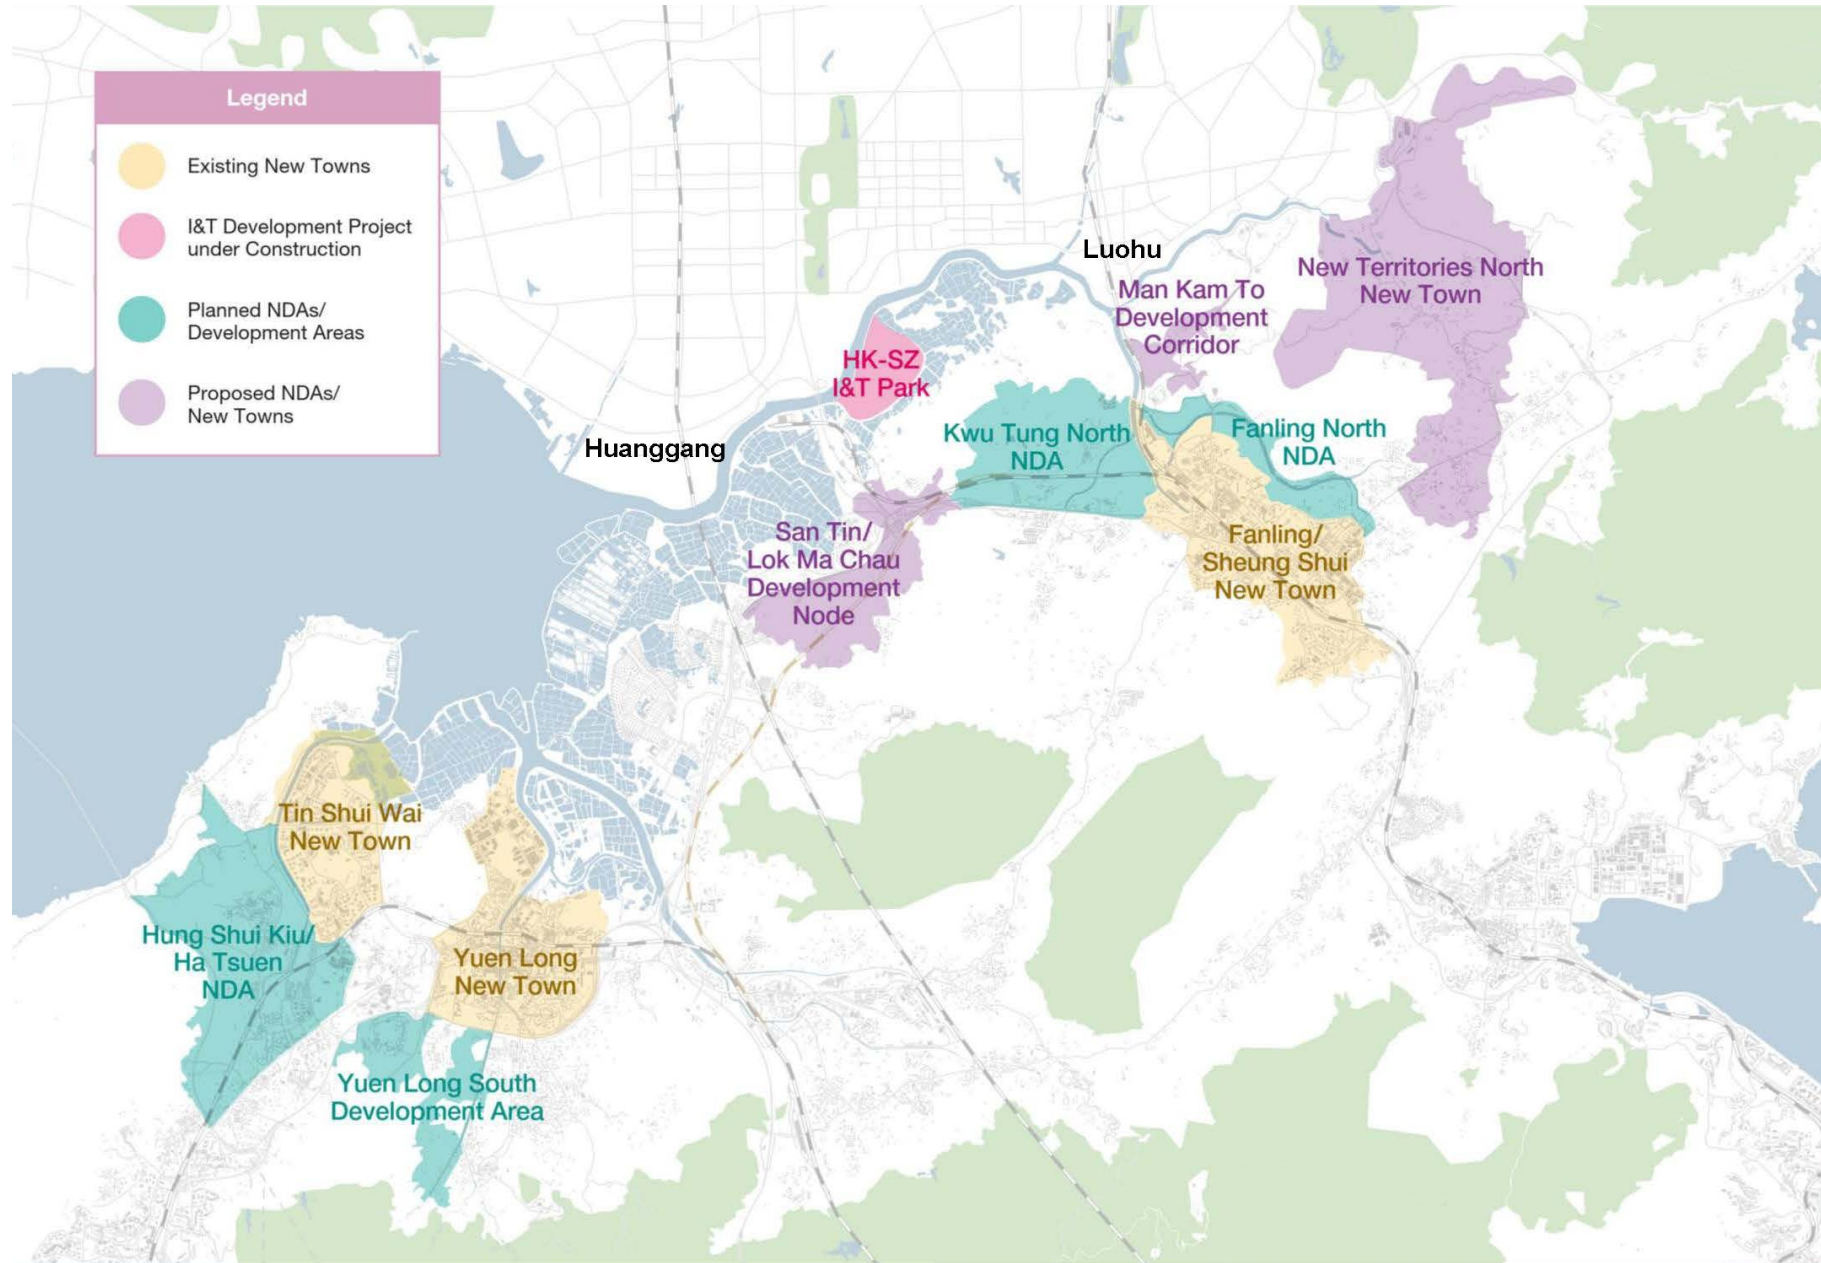 Legend
Existing New Towns
I&T Development Project
under Construction
Planned NDAs/
Development Areas
Proposed NDAs/
New Towns
Luohu
New Territories North
New Town
Man Kam To
Development
Corridor
HK-SZ
I&T Park
Huanggang
Kwu Tung North
NDA
Fanling North
NDA
San Tin/
Lok Ma Chau
Development
Node
Fanling/
Sheung Shui
New Town
Tin Shui Wai
New Town
Hung Shui Kiu/
Ha Tsuen
NDA
Yuen Long
New Town
Yuen Long South
Development Area